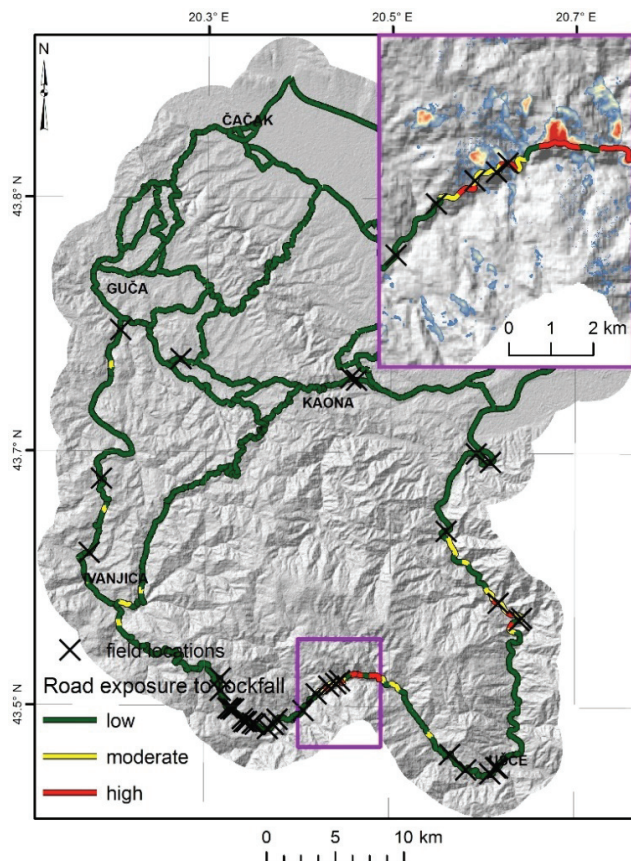 20.3°E
20.5°E
20.7°E
N
43.8° N
43.7° N
43.5° N
ČAČAK
GUČA
KAONA
IVANJICA
UŠĆE
0 1 2 km
field locations
Road exposure to rockfall
low
moderate
high
0 5 10 km